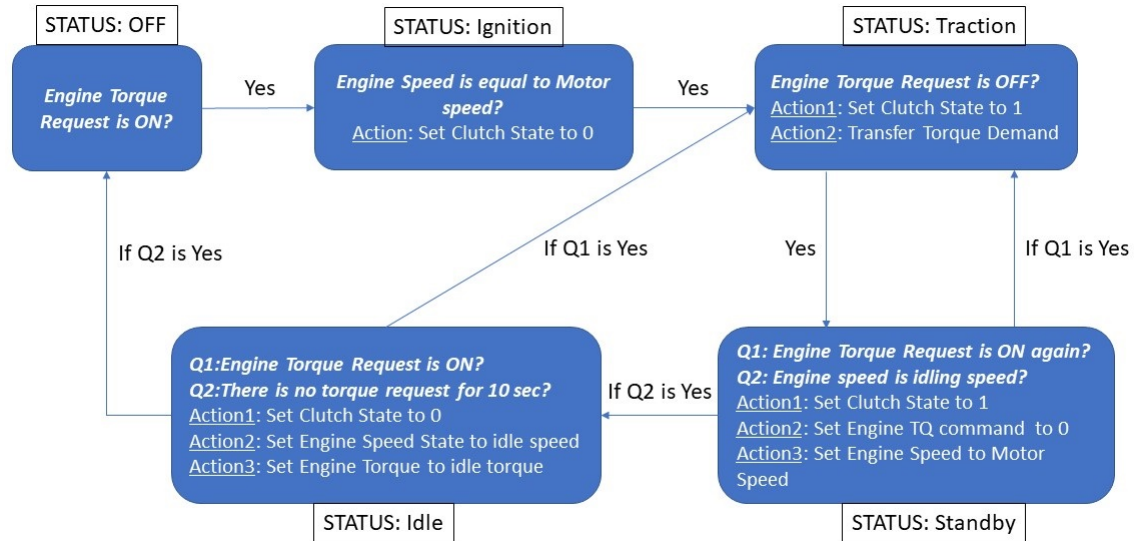 STATUS: OFF
STATUS: Ignition
STATUS: Traction
Engine Torque
Request is ON?
Yes
Engine Speed is equal to Motor
speed?
Action: Set Clutch State to 0
Yes
Engine Torque Request is OFF?
Action1: Set Clutch State to 1
Action2: Transfer Torque Demand
If Q2 is Yes
If Q1 is Yes
Yes
If Q1 is Yes
Q1:Engine Torque Request is ON?
Q2:There is no torque request for 10 sec?
Action1: Set Clutch State to 0
Action2: Set Engine Speed State to idle speed
Action3: Set Engine Torque to idle torque
If Q2 is Yes
Q1: Engine Torque Request is ON again?
Q2: Engine speed is idling speed?
Action1: Set Clutch State to 1
Action2: Set Engine TQ command to 0
Action3: Set Engine Speed to Motor
Speed
STATUS: Idle
STATUS: Standby